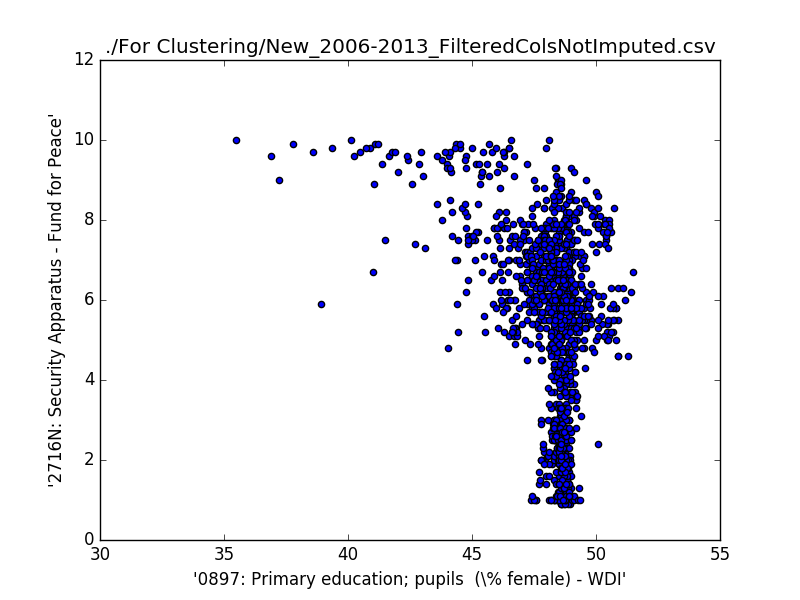 ./For Clustering/New_2006-2013_FilteredColsNotImputed.csv
12
10
8
6
4
2
0
'2716N: Security Apparatus - Fund for Peace'
30 35 40 45 50 55
'0897: Primary education; pupils  (\% female) - WDI'